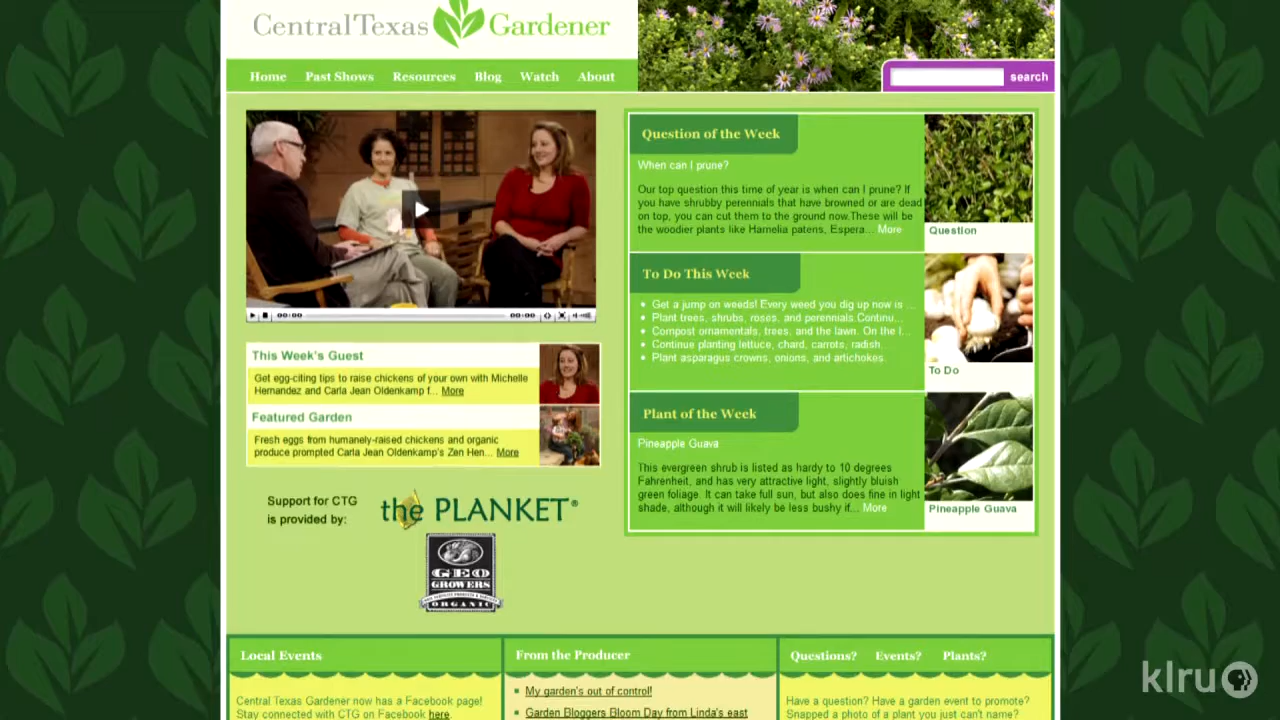 Central Texas Gardener
Home Past Shows Resources Blog Watch About
search
00:00 00:00
This Week's Guest
Get egg-citing tips to raise chickens of your own with Michelle
Hernandez and Carla Jean Oldenkamp f... More
Featured Garden
Fresh eggs from humanely-raised chickens and organic
produce prompted Carla Jean Oldenkamp's Zen Hen... More
Support for CTG
is provided by:
the PLANKET®
GEO
GROWERS
ORGANIC
Question of the Week
When can I prune?
Our top question this time of year is when can I prune? If
you have shrubby perennials that have browned or are dead
on top, you can cut them to the ground now.These will be
the woodier plants like Hamelia patens, Espera... More
Question
To Do This Week
Get a jump on weeds! Every weed you dig up now is ...
Plant trees, shrubs, roses, and perennials.Continu...
Compost ornamentals, trees, and the lawn. On the l...
Continue planting lettuce, chard, carrots, radish.
Plant asparagus crowns, onions, and artichokes.
To Do
Plant of the Week
Pineapple Guava
This evergreen shrub is listed as hardy to 10 degrees
Fahrenheit, and has very attractive light, slightly bluish
green foliage. It can take full sun, but also does fine in light
shade, although it will likely be less bushy if... More
Pineapple Guava
Local Events
Central Texas Gardener now has a Facebook page!
Stay connected with CTG on Facebook here.
From the Producer
My garden's out of control!
Garden Bloggers Bloom Day from Linda's east
Questions? Events? Plants?
Have a question? Have a garden event to promote?
Snapped a photo of a plant you just can't name?
klru